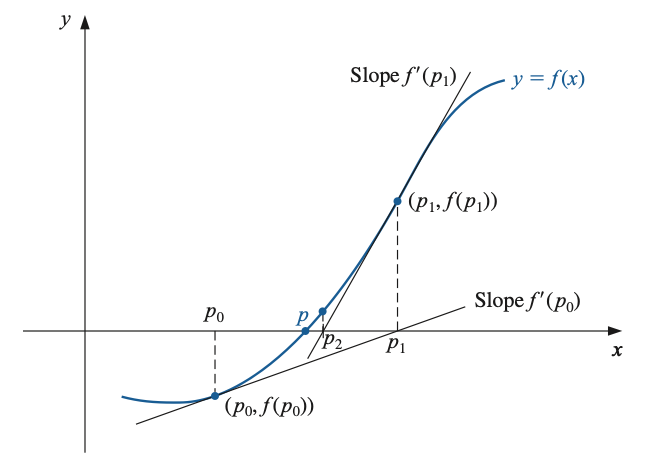 y
Slope f′(p₁)
y = f(x)
(p₁, f(p₁))
Slope f′(p₀)
p₀
p
p₂
p₁
x
(p₀, f(p₀))